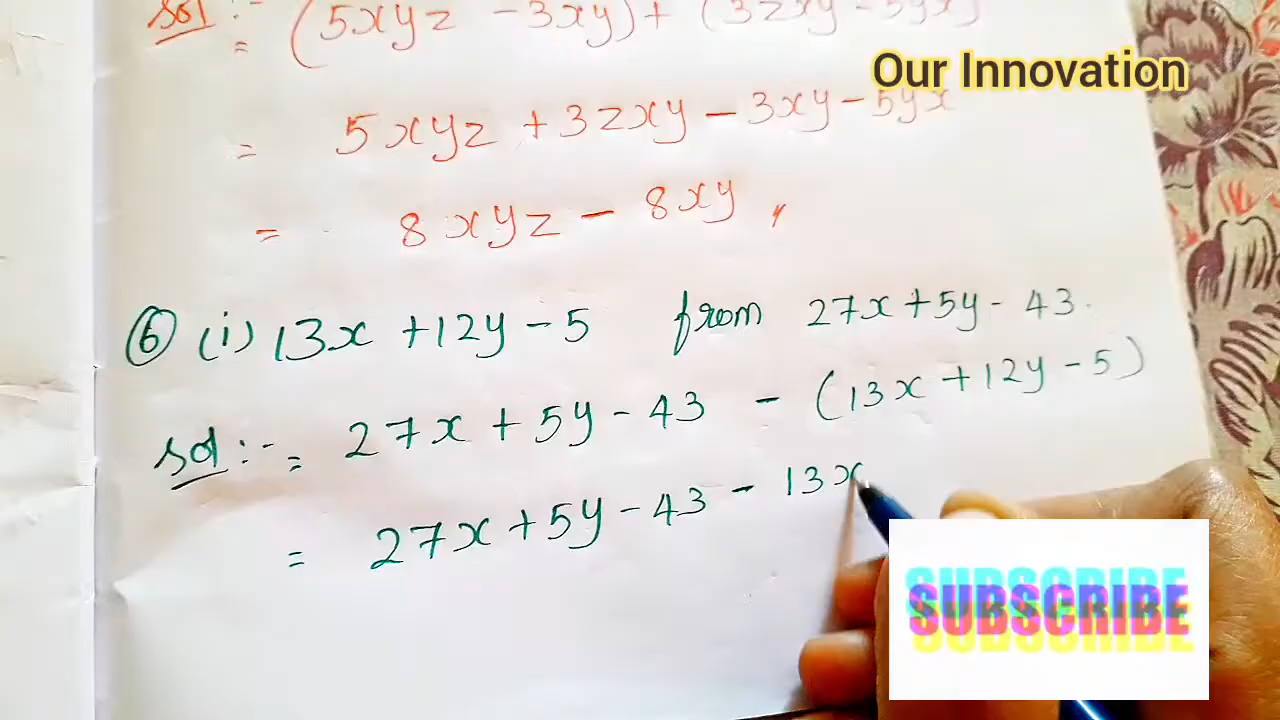 Sol :- = (5xyz - 3xy) + (3zxy - 5yx)
Our Innovation
= 5xyz + 3zxy - 3xy - 5yx
= 8xyz - 8xy
⑥ (i) 13x + 12y - 5 from 27x + 5y - 43.
Sol :- = 27x + 5y - 43 - (13x + 12y - 5)
= 27x + 5y - 43 - 13x
SUBSCRIBE